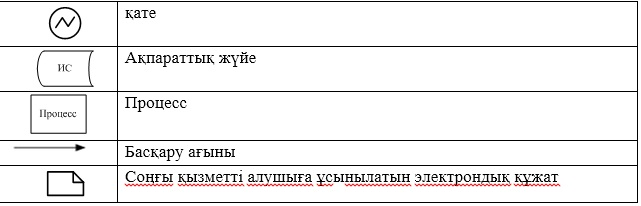 қате
ИС
Ақпараттық жүйе
Процесс
Процесс
Басқару ағыны
Соңғы қызметті алушыға ұсынылатын электрондық құжат